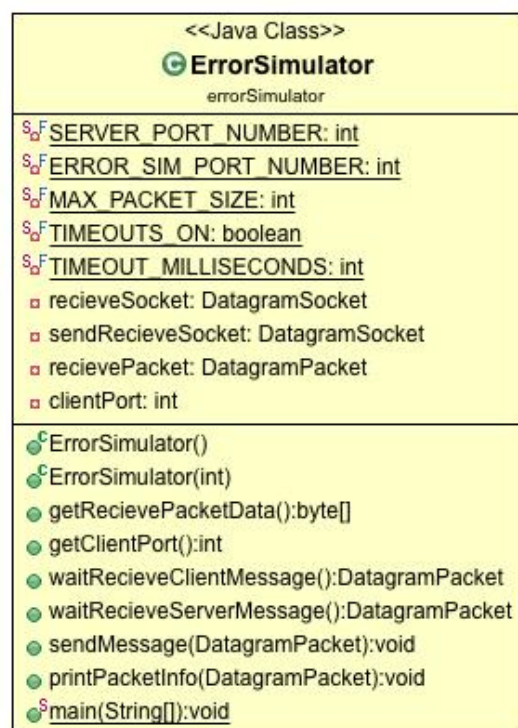 <<Java Class>>
C ErrorSimulator
errorSimulator
S F SERVER_PORT_NUMBER: int
S F ERROR_SIM_PORT_NUMBER: int
S F MAX_PACKET_SIZE: int
S F TIMEOUTS_ON: boolean
S F TIMEOUT_MILLISECONDS: int
recieveSocket: DatagramSocket
sendRecieveSocket: DatagramSocket
recievePacket: DatagramPacket
clientPort: int
C ErrorSimulator()
C ErrorSimulator(int)
getRecievePacketData():byte[]
getClientPort():int
waitRecieveClientMessage():DatagramPacket
waitRecieveServerMessage():DatagramPacket
sendMessage(DatagramPacket):void
printPacketInfo(DatagramPacket):void
S main(String[]):void